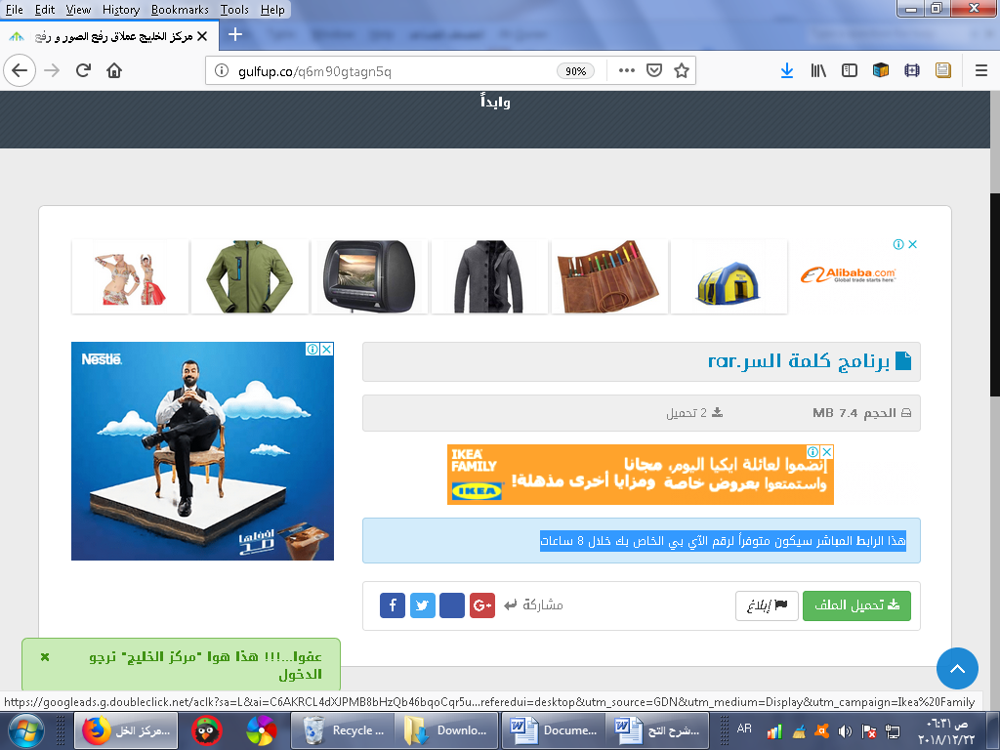 File Edit View History Bookmarks Tools Help
مركز الخليج عملاق رفع الصور و رفع
gulfup.co/q6m90gtagn5q
90%
وابداً
Alibaba.com
Global trade starts here
Nestlé
برنامج كلمة السر.rar
الحجم 7.4 MB
2 تحميل
IKEA
FAMILY
IKEA
إنضموا لعائلة ايكيا اليوم، مجانا
واستمتعوا بعروض خاصة ومزايا أخرى مذهلة!
هذا الرابط المباشر سيكون متوفراً لرقم الآي بي الخاص بك خلال 8 ساعات
مشاركة
إبلاغ
تحميل الملف
G+
عفوا...!!! هذا هوا "مركز الخليج" نرجو
الدخول
https://googleads.g.doubleclick.net/aclk?sa=L&ai=C6AKRCL4dXJPMB8bHzQb46bqoCqr5u...referedui=desktop&utm_source=GDN&utm_medium=Display&utm_campaign=Ikea%20Family
مركز الخل...
Recycle ...
Downlo...
Docume...
شرح التح...
AR
٠٦:٣١ ص
٢٠١٨/١٢/٢٢